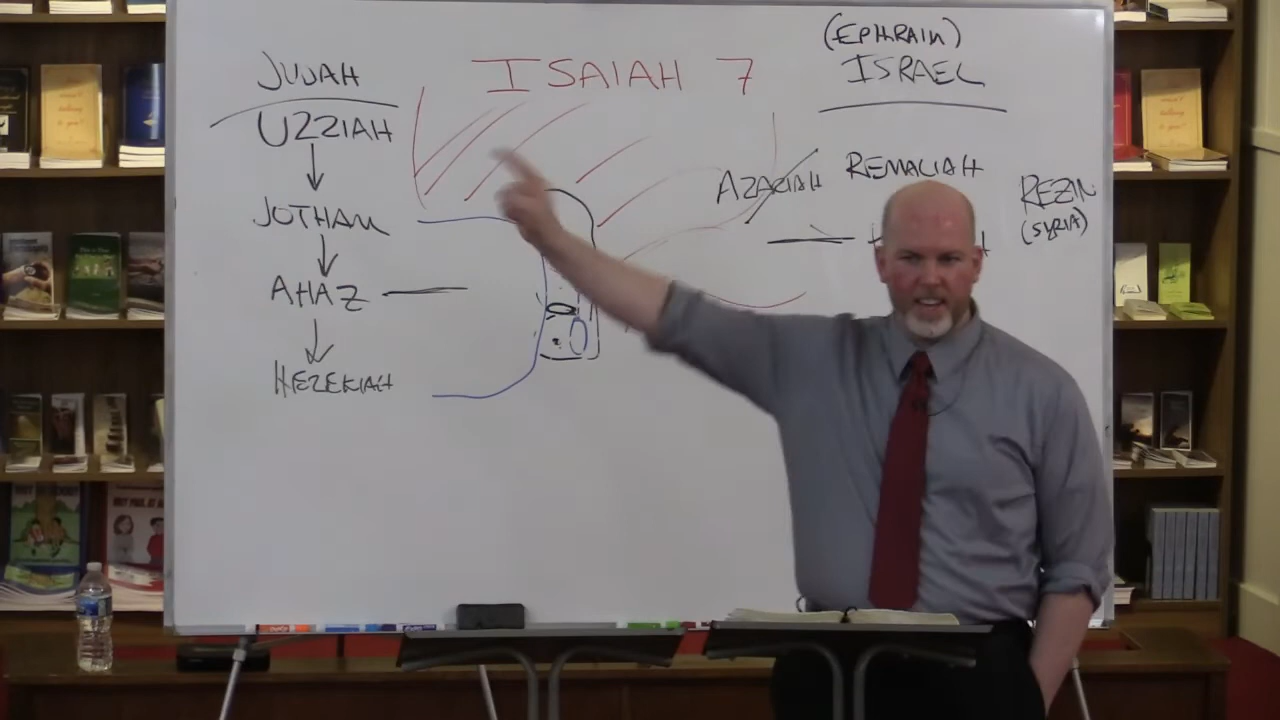 JUDAH
UZZIAH
JOTHAM
AHAZ
HEZEKIAH
ISAIAH 7
(EPHRAIM)
ISRAEL
AZARIAH
REMALIAH
REZIN
(SYRIA)